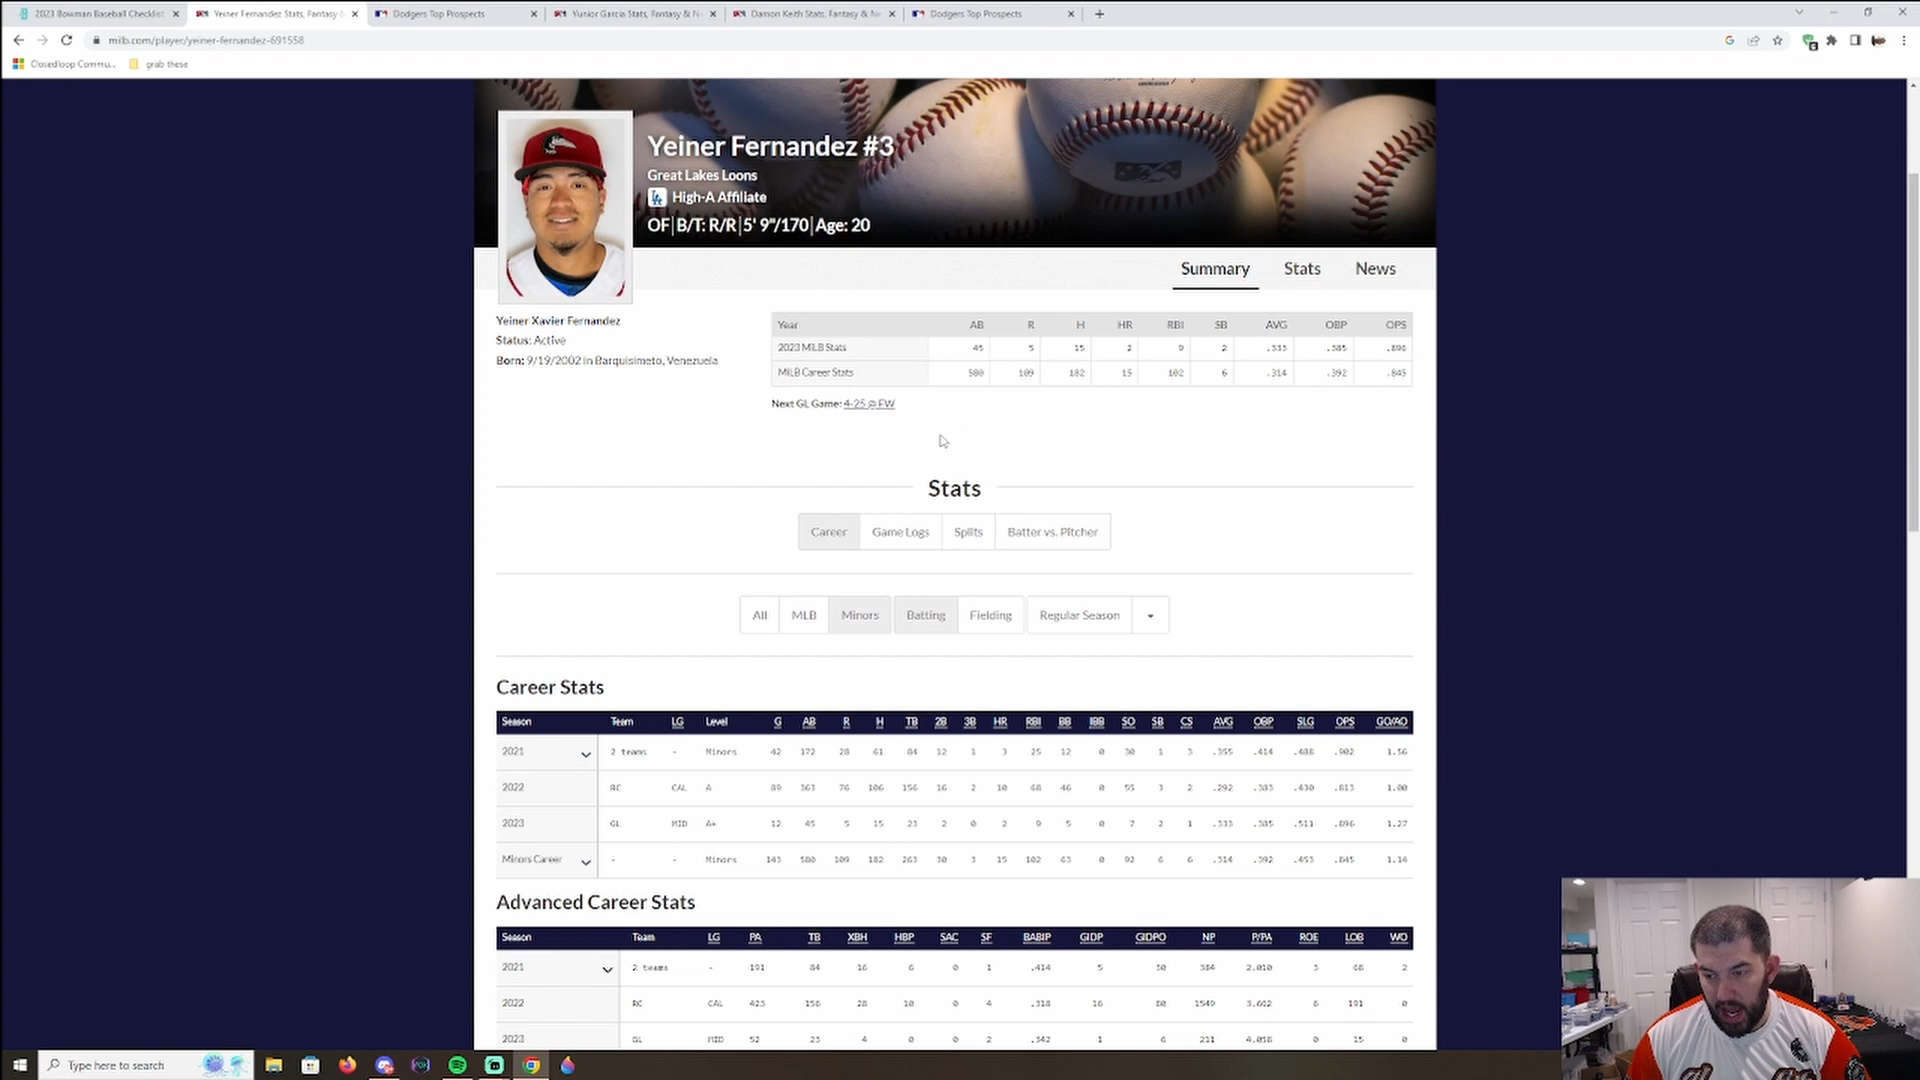 2023 Bowman Baseball Checklist
Yeiner Fernandez Stats, Fantasy &
Dodgers Top Prospects
Yunior Garcia Stats, Fantasy & Ne
Damon Keith Stats, Fantasy & Ne
Dodgers Top Prospects
milb.com/player/yeiner-fernandez-691558
Closedloop Commu...
grab these
Yeiner Fernandez #3
Great Lakes Loons
LA High-A Affiliate
OF|B/T: R/R|5' 9"/170|Age: 20
Summary Stats News
Yeiner Xavier Fernandez
Status: Active
Born: 9/19/2002 in Barquisimeto, Venezuela
Year AB R H HR RBI SB AVG OBP OPS
2023 MiLB Stats 45 5 15 2 9 2 .333 .385 .896
MiLB Career Stats 580 109 182 15 102 6 .314 .392 .845
Next GL Game: 4-25 @ FW
Stats
Career Game Logs Splits Batter vs. Pitcher
All MLB Minors Batting Fielding Regular Season
Career Stats
Season Team LG Level G AB R H TB 2B 3B HR RBI BB IBB SO SB CS AVG OBP SLG OPS GO/AO
2021 2 teams - Minors 42 172 28 61 84 12 1 3 25 12 0 30 1 3 .355 .414 .488 .902 1.56
2022 RC CAL A 89 363 76 106 156 16 2 10 68 46 0 55 3 2 .292 .383 .430 .813 1.00
2023 GL MID A+ 12 45 5 15 23 2 0 2 9 5 0 7 2 1 .333 .385 .511 .896 1.27
Minors Career - - Minors 143 580 109 182 263 30 3 15 102 63 0 92 6 6 .314 .392 .453 .845 1.14
Advanced Career Stats
Season Team LG PA TB XBH HBP SAC SF BABIP GIDP GIDPO NP P/PA ROE LOB WO
2021 2 teams - 191 84 16 6 0 1 .414 5 30 384 2.010 3 68 2
2022 RC CAL 423 156 28 10 0 4 .318 16 80 1549 3.662 6 191 0
2023 GL MID 52 23 4 0 0 2 .342 1 6 211 4.058 0 15 0
Type here to search